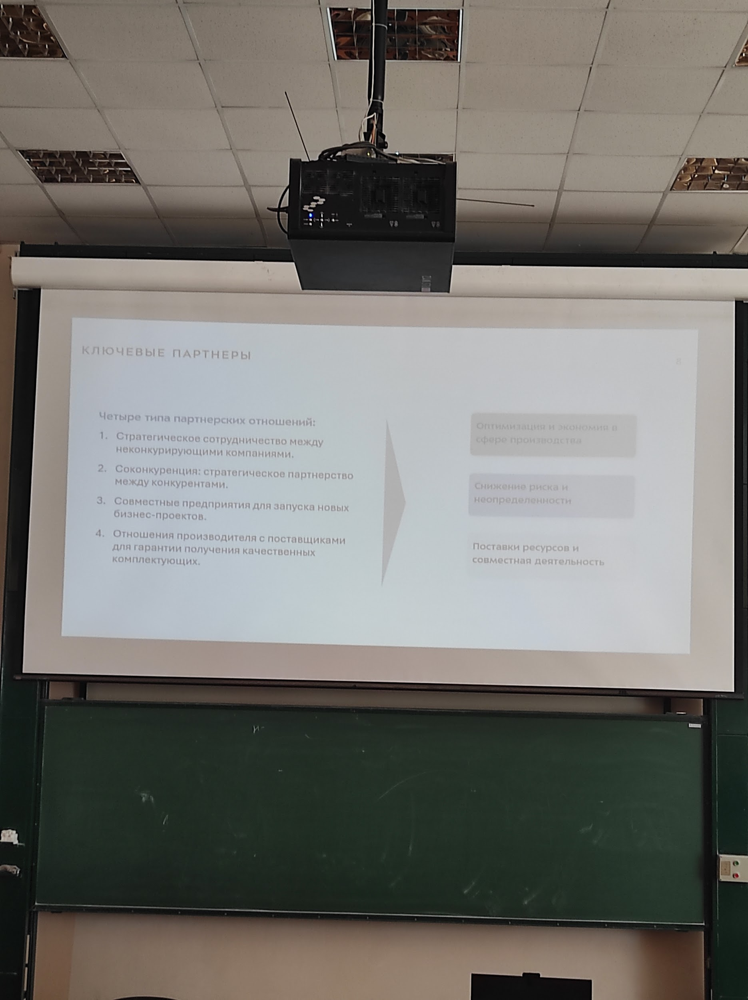 КЛЮЧЕВЫЕ ПАРТНЕРЫ
8
Четыре типа партнерских отношений:
1. Стратегическое сотрудничество между
неконкурирующими компаниями.
2. Соконкуренция: стратегическое партнерство
между конкурентами.
3. Совместные предприятия для запуска новых
бизнес-проектов.
4. Отношения производителя с поставщиками
для гарантии получения качественных
комплектующих.
Оптимизация и экономия в
сфере производства
Снижение риска и
неопределенности
Поставки ресурсов и
совместная деятельность